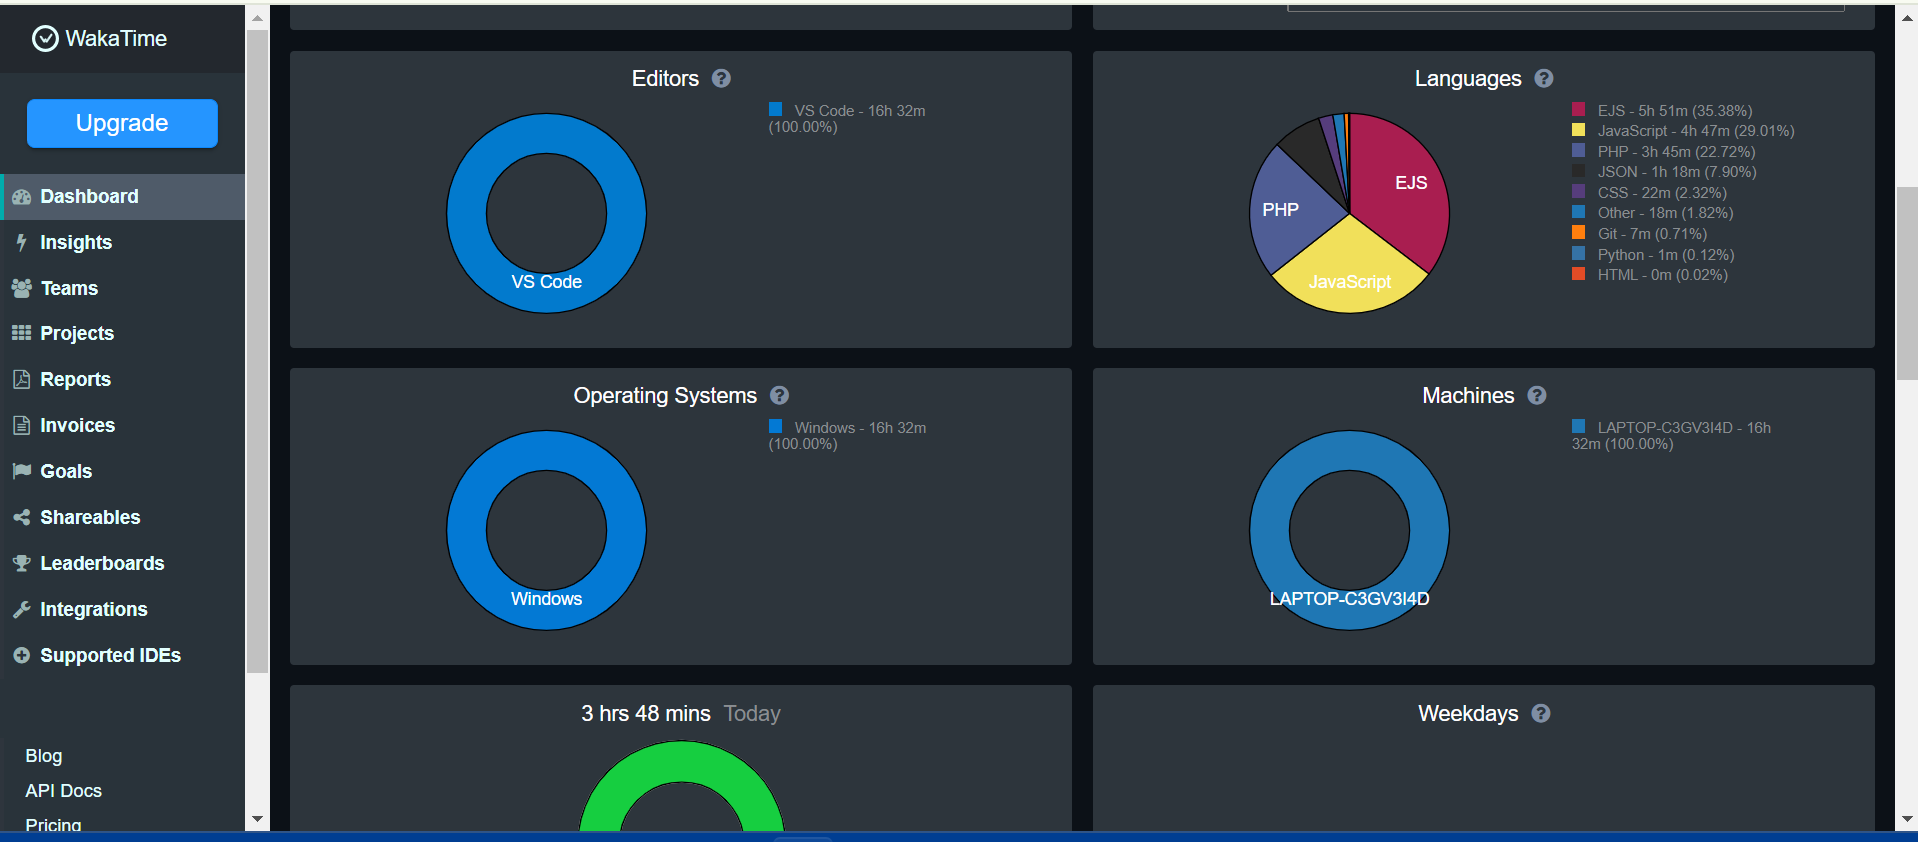 WakaTime
Upgrade
Dashboard
Insights
Teams
Projects
Reports
Invoices
Goals
Shareables
Leaderboards
Integrations
Supported IDEs
Blog
API Docs
Pricing
Editors
VS Code - 16h 32m
(100.00%)
VS Code
Languages
EJS - 5h 51m (35.38%)
JavaScript - 4h 47m (29.01%)
PHP - 3h 45m (22.72%)
JSON - 1h 18m (7.90%)
CSS - 22m (2.32%)
Other - 18m (1.82%)
Git - 7m (0.71%)
Python - 1m (0.12%)
HTML - 0m (0.02%)
EJS
PHP
JavaScript
Operating Systems
Windows - 16h 32m
(100.00%)
Windows
Machines
LAPTOP-C3GV3I4D - 16h
32m (100.00%)
LAPTOP-C3GV3I4D
3 hrs 48 mins Today
Weekdays